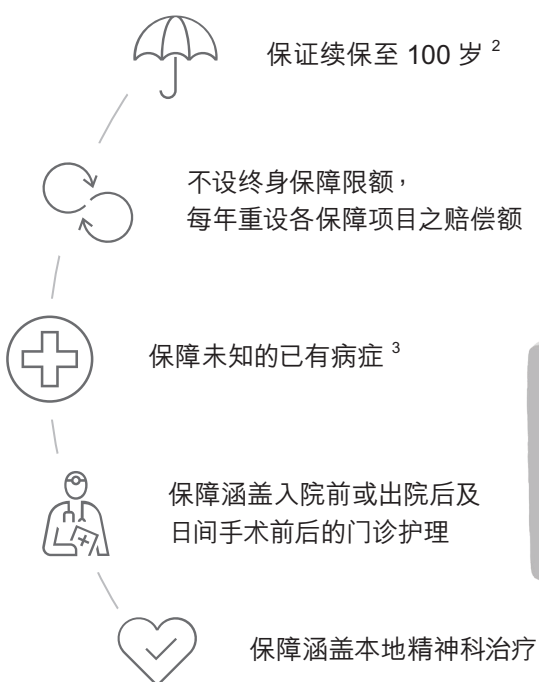 保证续保至 100 岁 2
不设终身保障限额，
每年重设各保障项目之赔偿额
保障未知的已有病症 3
保障涵盖入院前或出院后及
日间手术前后的门诊护理
保障涵盖本地精神科治疗